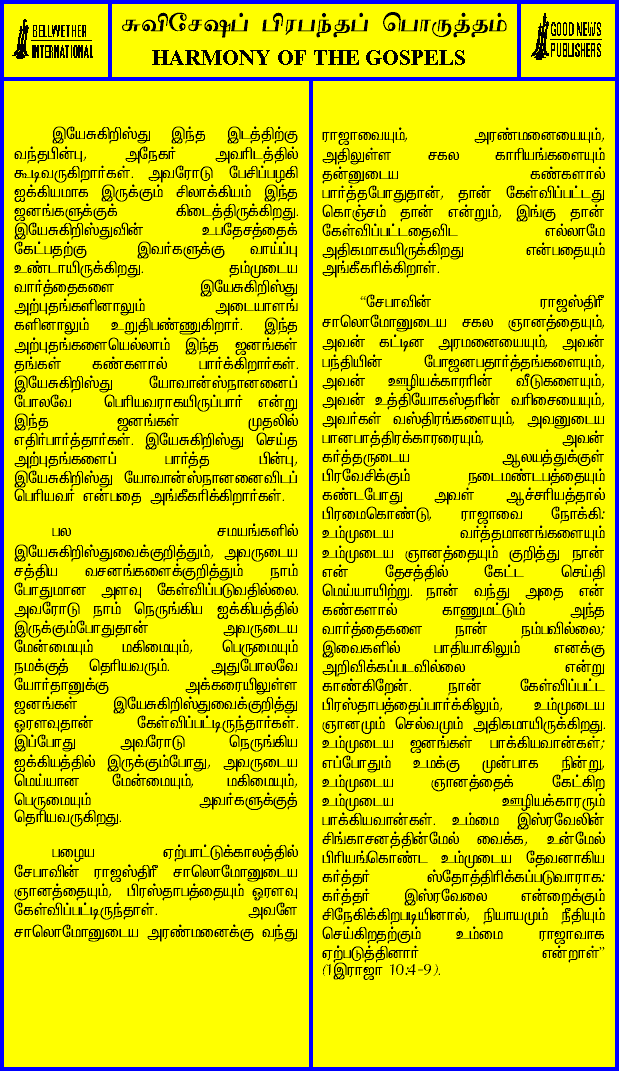 BELLWETHER
INTERNATIONAL
சுவிசேஷப் பிரபந்தப் பொருத்தம்
HARMONY OF THE GOSPELS
GOOD NEWS
PUBLISHERS
இயேசுகிறிஸ்து இந்த இடத்திற்கு
வந்தபின்பு, அநேகர் அவரிடத்தில்
கூடிவருகிறார்கள். அவரோடு பேசிப்பழகி
ஐக்கியமாக இருக்கும் சிலாக்கியம் இந்த
ஜனங்களுக்குக் கிடைத்திருக்கிறது.
இயேசுகிறிஸ்துவின் உபதேசத்தைக்
கேட்பதற்கு இவர்களுக்கு வாய்ப்பு
உண்டாயிருக்கிறது. தம்முடைய
வார்த்தைகளை இயேசுகிறிஸ்து
அற்புதங்களினாலும் அடையாளங்
களினாலும் உறுதிபண்ணுகிறார். இந்த
அற்புதங்களையெல்லாம் இந்த ஜனங்கள்
தங்கள் கண்களால் பார்க்கிறார்கள்.
இயேசுகிறிஸ்து யோவான்ஸ்நானனைப்
போலவே பெரியவராகயிருப்பார் என்று
இந்த ஜனங்கள் முதலில்
எதிர்பார்த்தார்கள். இயேசுகிறிஸ்து செய்த
அற்புதங்களைப் பார்த்த பின்பு,
இயேசுகிறிஸ்து யோவான்ஸ்நானனைவிடப்
பெரியவர் என்பதை அங்கீகரிக்கிறார்கள்.
பல சமயங்களில்
இயேசுகிறிஸ்துவைக்குறித்தும், அவருடைய
சத்திய வசனங்களைக்குறித்தும் நாம்
போதுமான அளவு கேள்விப்படுவதில்லை.
அவரோடு நாம் நெருங்கிய ஐக்கியத்தில்
இருக்கும்போதுதான் அவருடைய
மேன்மையும் மகிமையும், பெருமையும்
நமக்குத் தெரியவரும். அதுபோலவே
யோர்தானுக்கு அக்கரையிலுள்ள
ஜனங்கள் இயேசுகிறிஸ்துவைக்குறித்து
ஓரளவுதான் கேள்விப்பட்டிருந்தார்கள்.
இப்போது அவரோடு நெருங்கிய
ஐக்கியத்தில் இருக்கும்போது, அவருடைய
மெய்யான மேன்மையும், மகிமையும்,
பெருமையும் அவர்களுக்குத்
தெரியவருகிறது.
பழைய ஏற்பாட்டுக்காலத்தில்
சேபாவின் ராஜஸ்திரீ சாலொமோனுடைய
ஞானத்தையும், பிரஸ்தாபத்தையும் ஓரளவு
கேள்விப்பட்டிருந்தாள். அவளே
சாலொமோனுடைய அரண்மனைக்கு வந்து
ராஜாவையும், அரண்மனையையும்,
அதிலுள்ள சகல காரியங்களையும்
தன்னுடைய கண்களால்
பார்த்தபோதுதான், தான் கேள்விப்பட்டது
கொஞ்சம் தான் என்றும், இங்கு தான்
கேள்விப்பட்டதைவிட எல்லாமே
அதிகமாகயிருக்கிறது என்பதையும்
அங்கீகரிக்கிறாள்.
“சேபாவின் ராஜஸ்திரீ
சாலொமோனுடைய சகல ஞானத்தையும்,
அவன் கட்டின அரமனையையும், அவன்
பந்தியின் போஜனபதார்த்தங்களையும்,
அவன் ஊழியக்காரரின் வீடுகளையும்,
அவன் உத்தியோகஸ்தரின் வரிசையையும்,
அவர்கள் வஸ்திரங்களையும், அவனுடைய
பானபாத்திரக்காரரையும், அவன்
கர்த்தருடைய ஆலயத்துக்குள்
பிரவேசிக்கும் நடைமண்டபத்தையும்
கண்டபோது அவள் ஆச்சரியத்தால்
பிரமைகொண்டு, ராஜாவை நோக்கி:
உம்முடைய வர்த்தமானங்களையும்
உம்முடைய ஞானத்தையும் குறித்து நான்
என் தேசத்தில் கேட்ட செய்தி
மெய்யாயிற்று. நான் வந்து அதை என்
கண்களால் காணுமட்டும் அந்த
வார்த்தைகளை நான் நம்பவில்லை;
இவைகளில் பாதியாகிலும் எனக்கு
அறிவிக்கப்படவில்லை என்று
காண்கிறேன். நான் கேள்விப்பட்ட
பிரஸ்தாபத்தைப்பார்க்கிலும், உம்முடைய
ஞானமும் செல்வமும் அதிகமாயிருக்கிறது.
உம்முடைய ஜனங்கள் பாக்கியவான்கள்;
எப்போதும் உமக்கு முன்பாக நின்று,
உம்முடைய ஞானத்தைக் கேட்கிற
உம்முடைய ஊழியக்காரரும்
பாக்கியவான்கள். உம்மை இஸ்ரவேலின்
சிங்காசனத்தின்மேல் வைக்க, உன்மேல்
பிரியங்கொண்ட உம்முடைய தேவனாகிய
கர்த்தர் ஸ்தோத்திரிக்கப்படுவாராக:
கர்த்தர் இஸ்ரவேலை என்றைக்கும்
சிநேகிக்கிறபடியினால், நியாயமும் நீதியும்
செய்கிறதற்கும் உம்மை ராஜாவாக
ஏற்படுத்தினார் என்றாள்”
(1இராஜா 10:4-9).